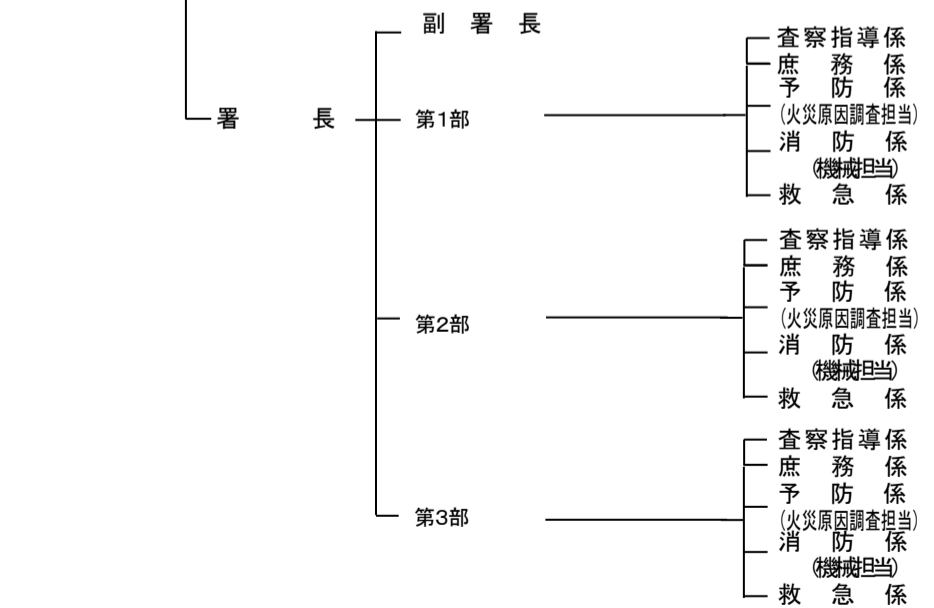 副署長
査察指導係
庶務係
予防係
署長
第1部
(火災原因調査担当)
消防係
(機械担当)
救急係
査察指導係
庶務係
予防係
第2部
(火災原因調査担当)
消防係
(機械担当)
救急係
査察指導係
庶務係
予防係
第3部
(火災原因調査担当)
消防係
(機械担当)
救急係